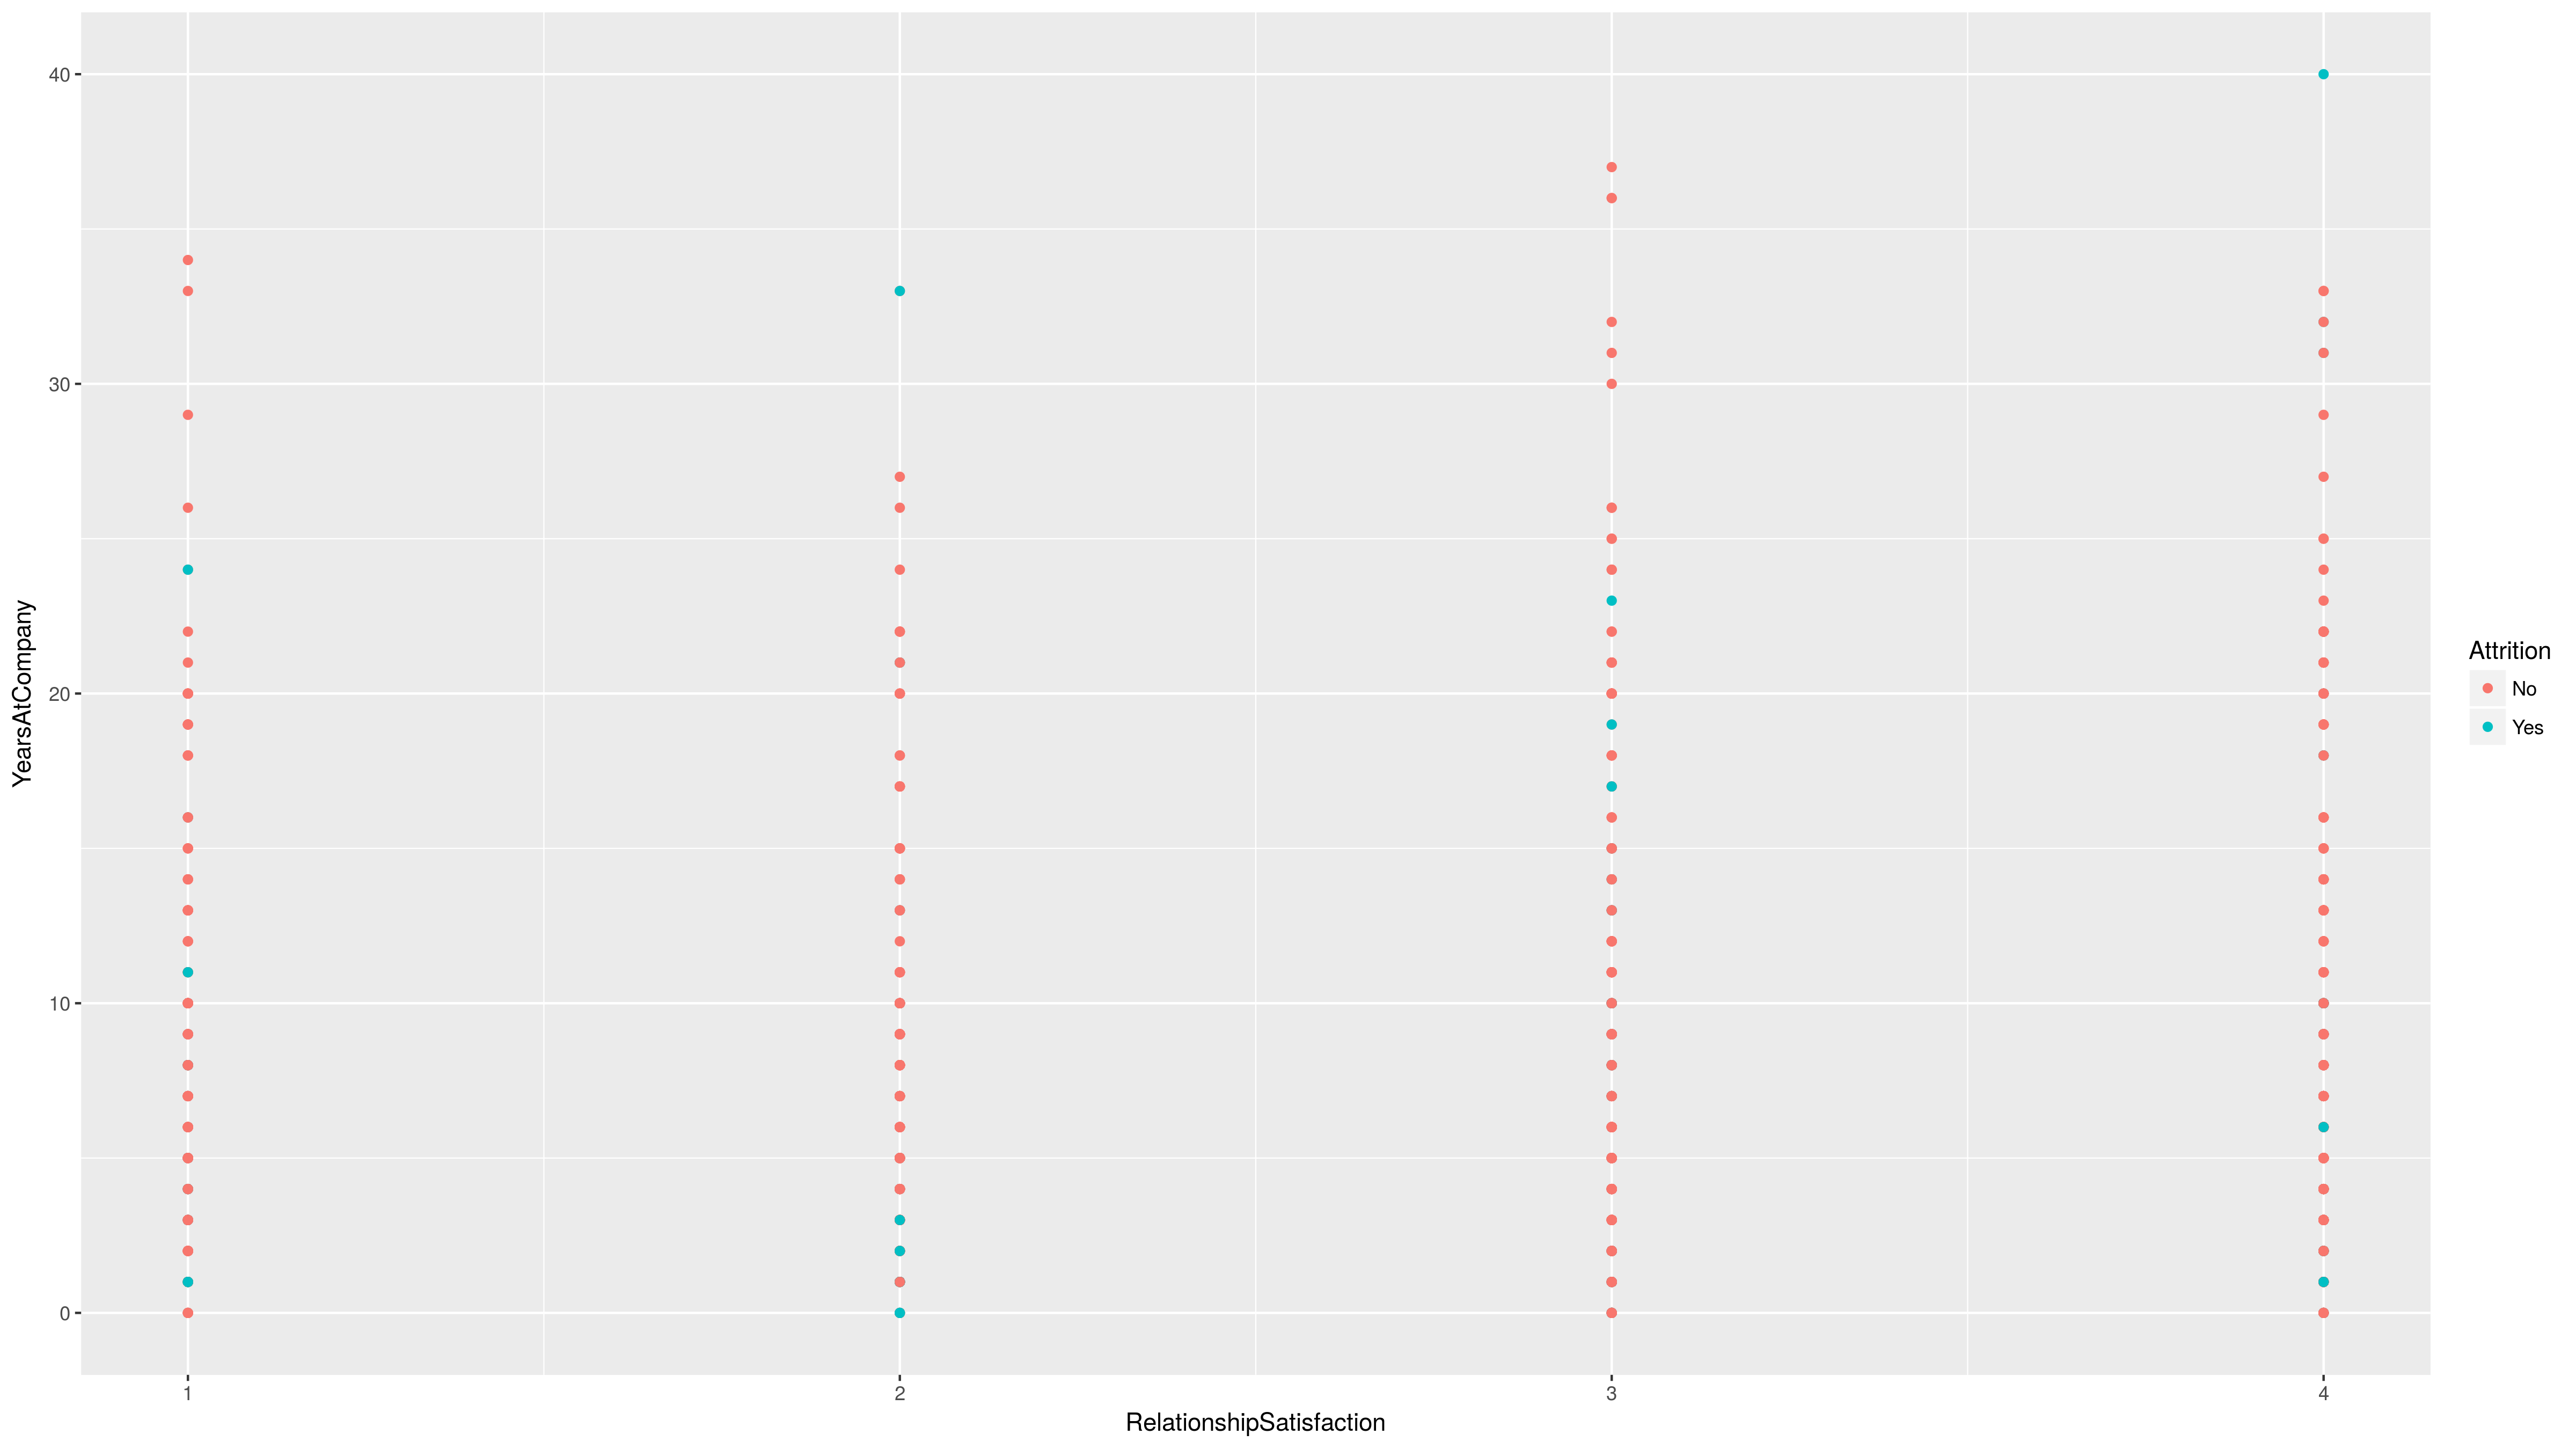 40
30
20
10
0
YearsAtCompany
1 2 3 4
RelationshipSatisfaction
Attrition
No
Yes